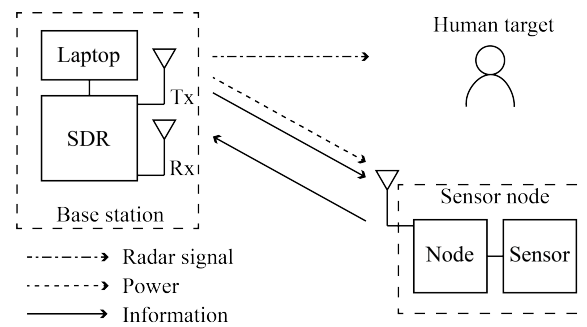 Human target
Laptop
Tx
SDR
Rx
Base station
Sensor node
Node
Sensor
Radar signal
Power
Information